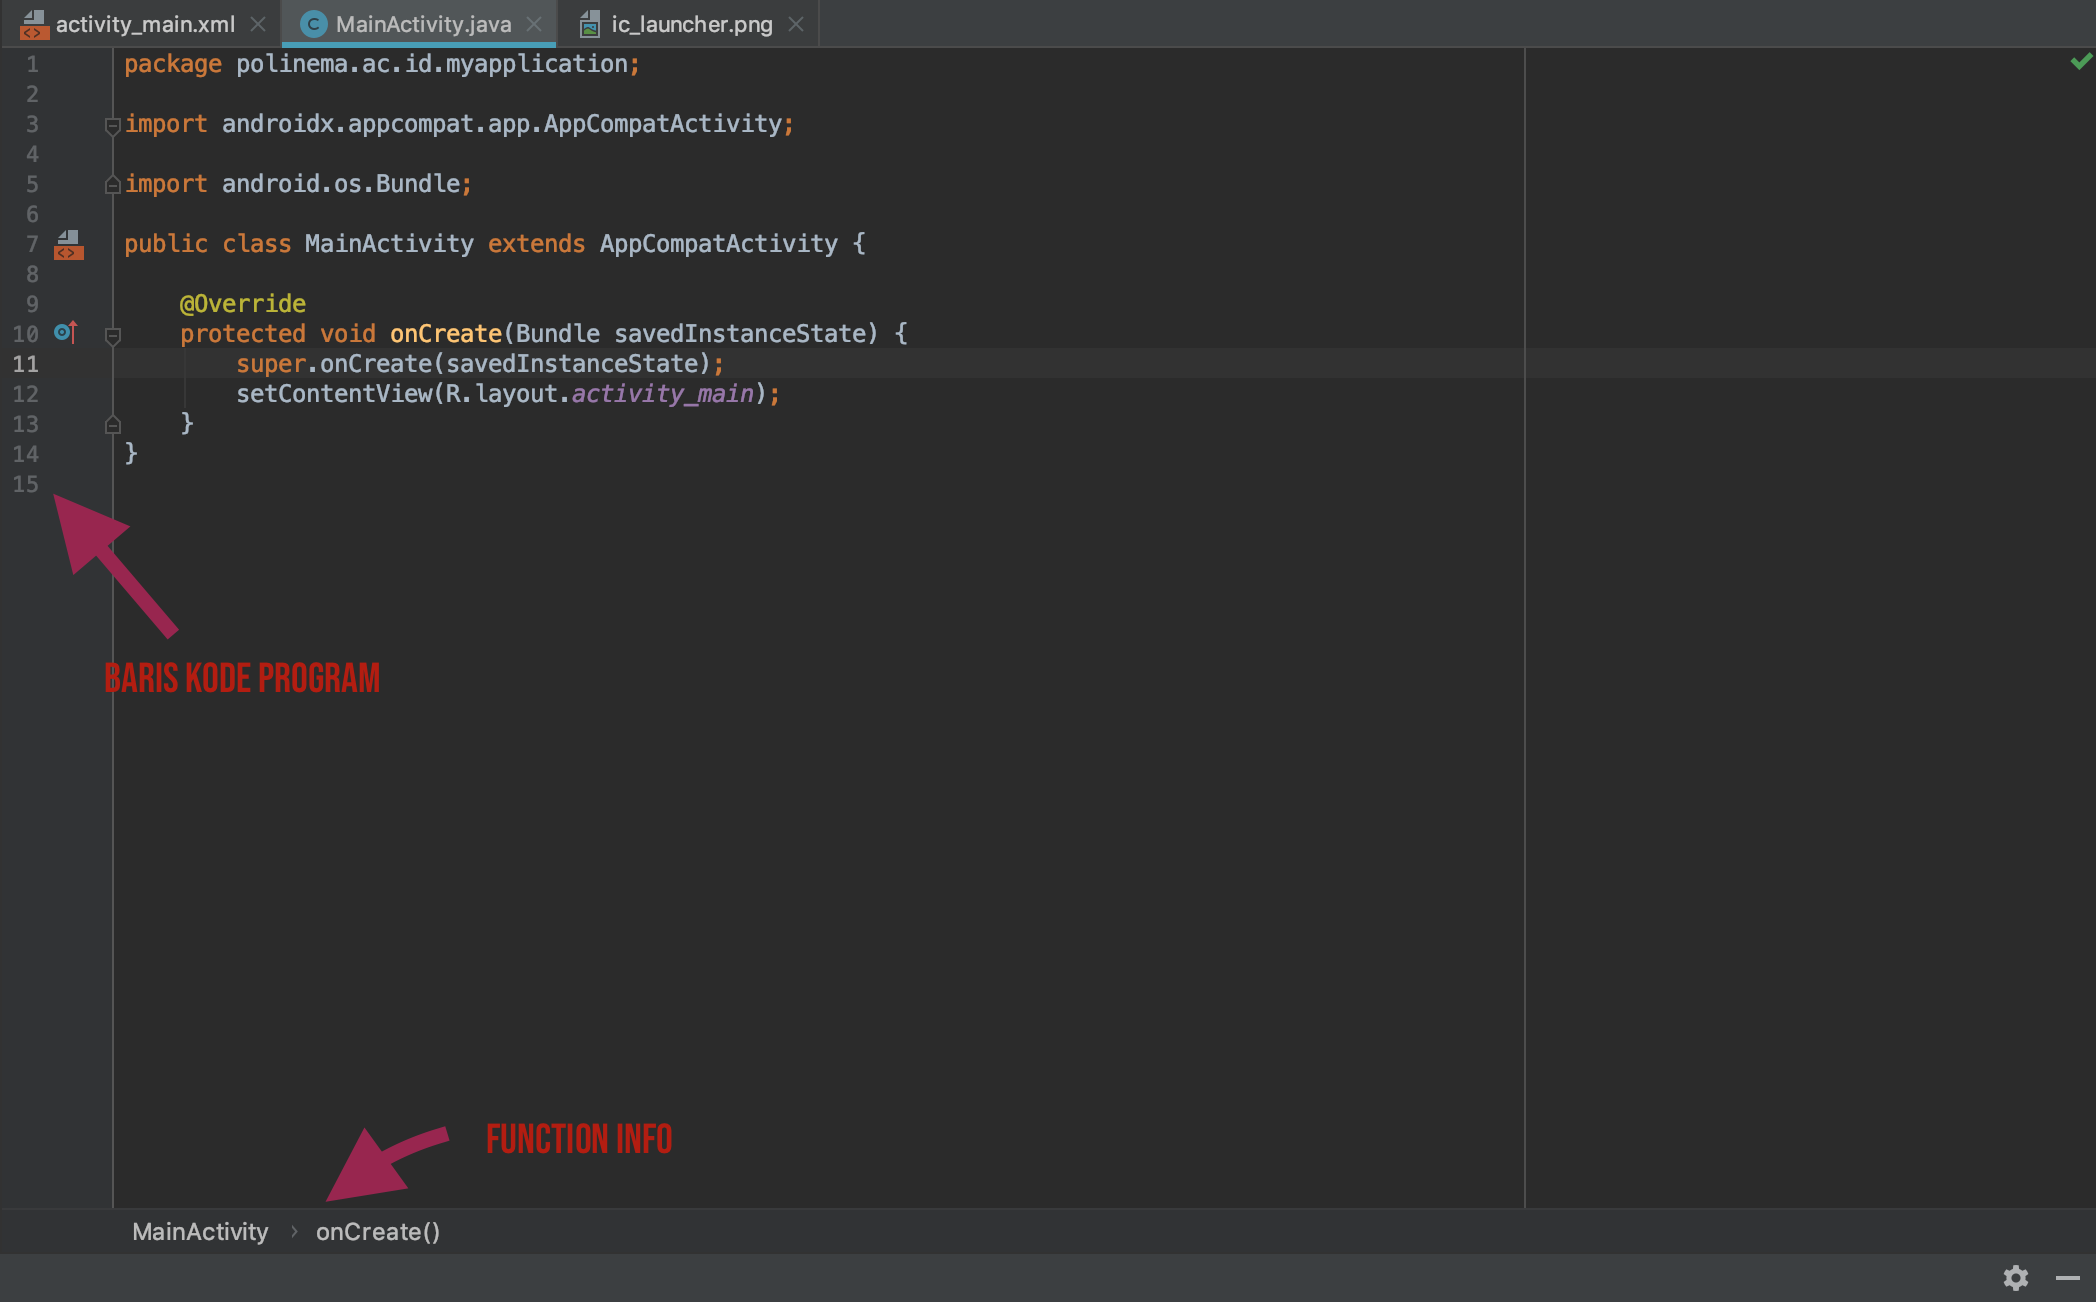 activity_main.xml
MainActivity.java
ic_launcher.png
1 package polinema.ac.id.myapplication;
2
3 import androidx.appcompat.app.AppCompatActivity;
4
5 import android.os.Bundle;
6
7 public class MainActivity extends AppCompatActivity {
8
9 @Override
10 protected void onCreate(Bundle savedInstanceState) {
11 super.onCreate(savedInstanceState);
12 setContentView(R.layout.activity_main);
13 }
14 }
15
BARIS KODE PROGRAM
FUNCTION INFO
MainActivity › onCreate()